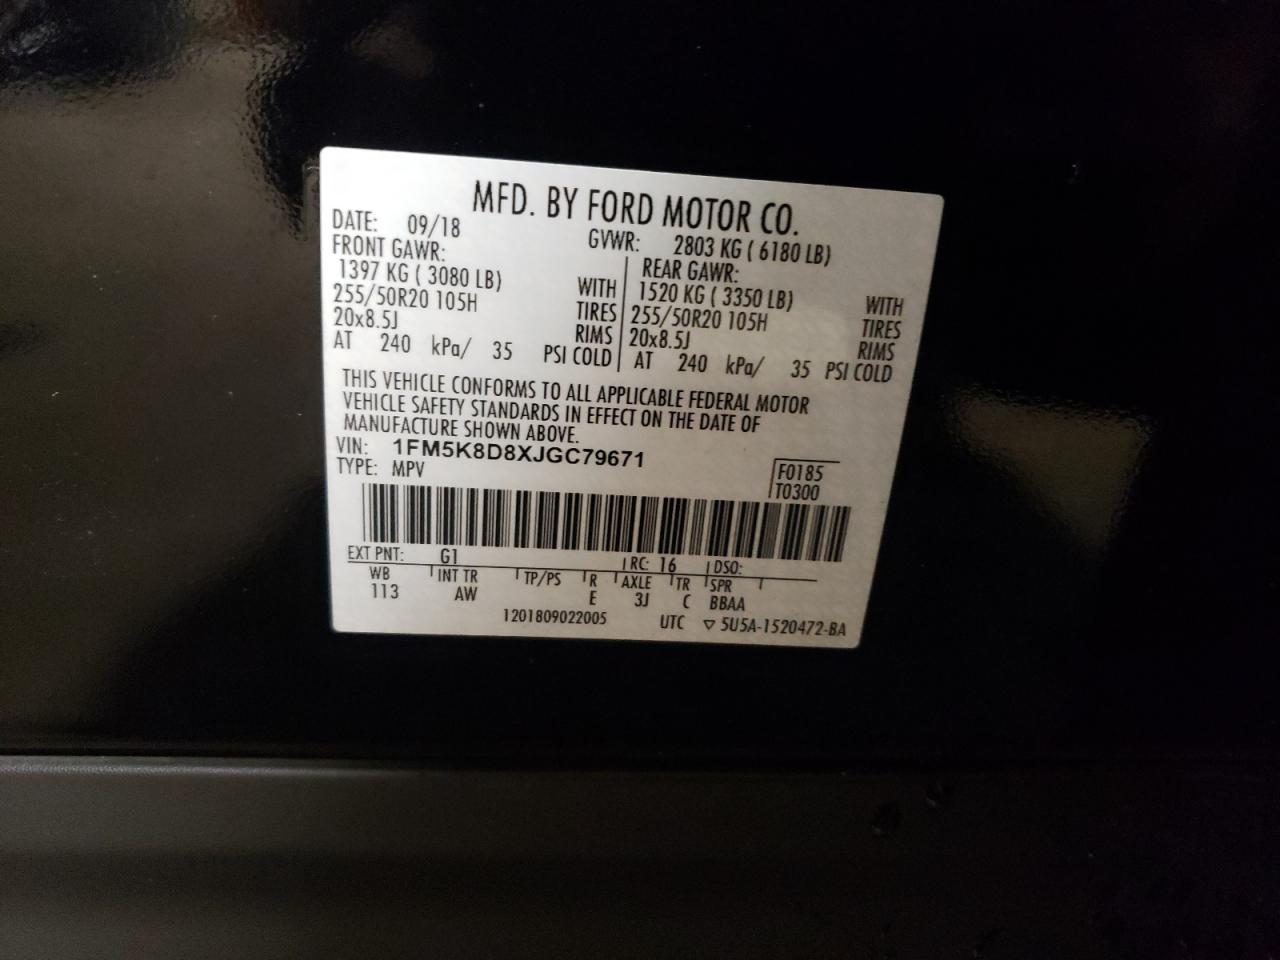 MFD. BY FORD MOTOR CO.
DATE: 09/18 GVWR: 2803 KG ( 6180 LB)
FRONT GAWR: REAR GAWR:
1397 KG ( 3080 LB) WITH 1520 KG ( 3350 LB) WITH
255/50R20 105H TIRES 255/50R20 105H TIRES
20x8.5J RIMS 20x8.5J RIMS
AT 240 kPa/ 35 PSI COLD AT 240 kPa/ 35 PSI COLD
THIS VEHICLE CONFORMS TO ALL APPLICABLE FEDERAL MOTOR
VEHICLE SAFETY STANDARDS IN EFFECT ON THE DATE OF
MANUFACTURE SHOWN ABOVE.
VIN: 1FM5K8D8XJGC79671
TYPE: MPV F0185
T0300
EXT PNT: G1 RC: 16 DSO:
WB INT TR TP/PS R AXLE TR SPR
113 AW E 3J C BBAA
1201809022005 UTC ▽ 5U5A-1520472-BA